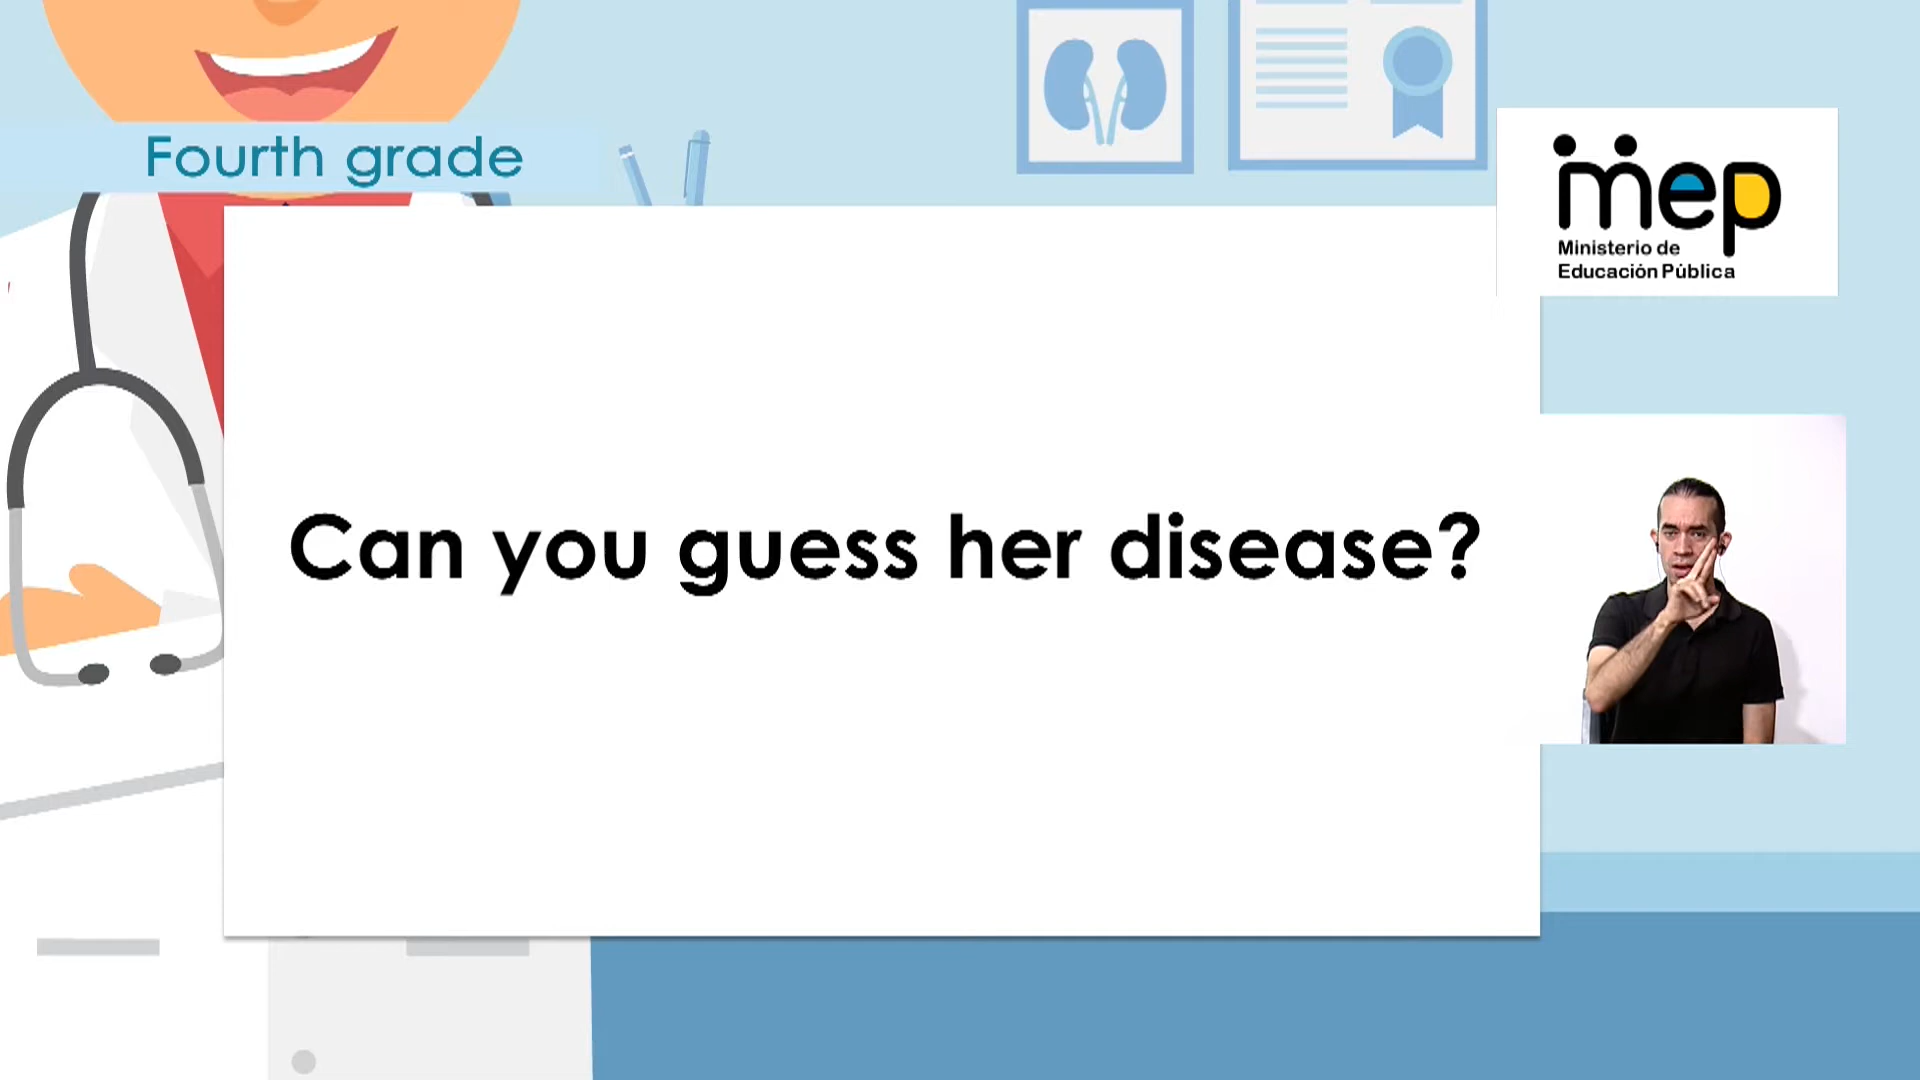 Fourth grade
mep
Ministerio de
Educación Pública
Can you guess her disease?